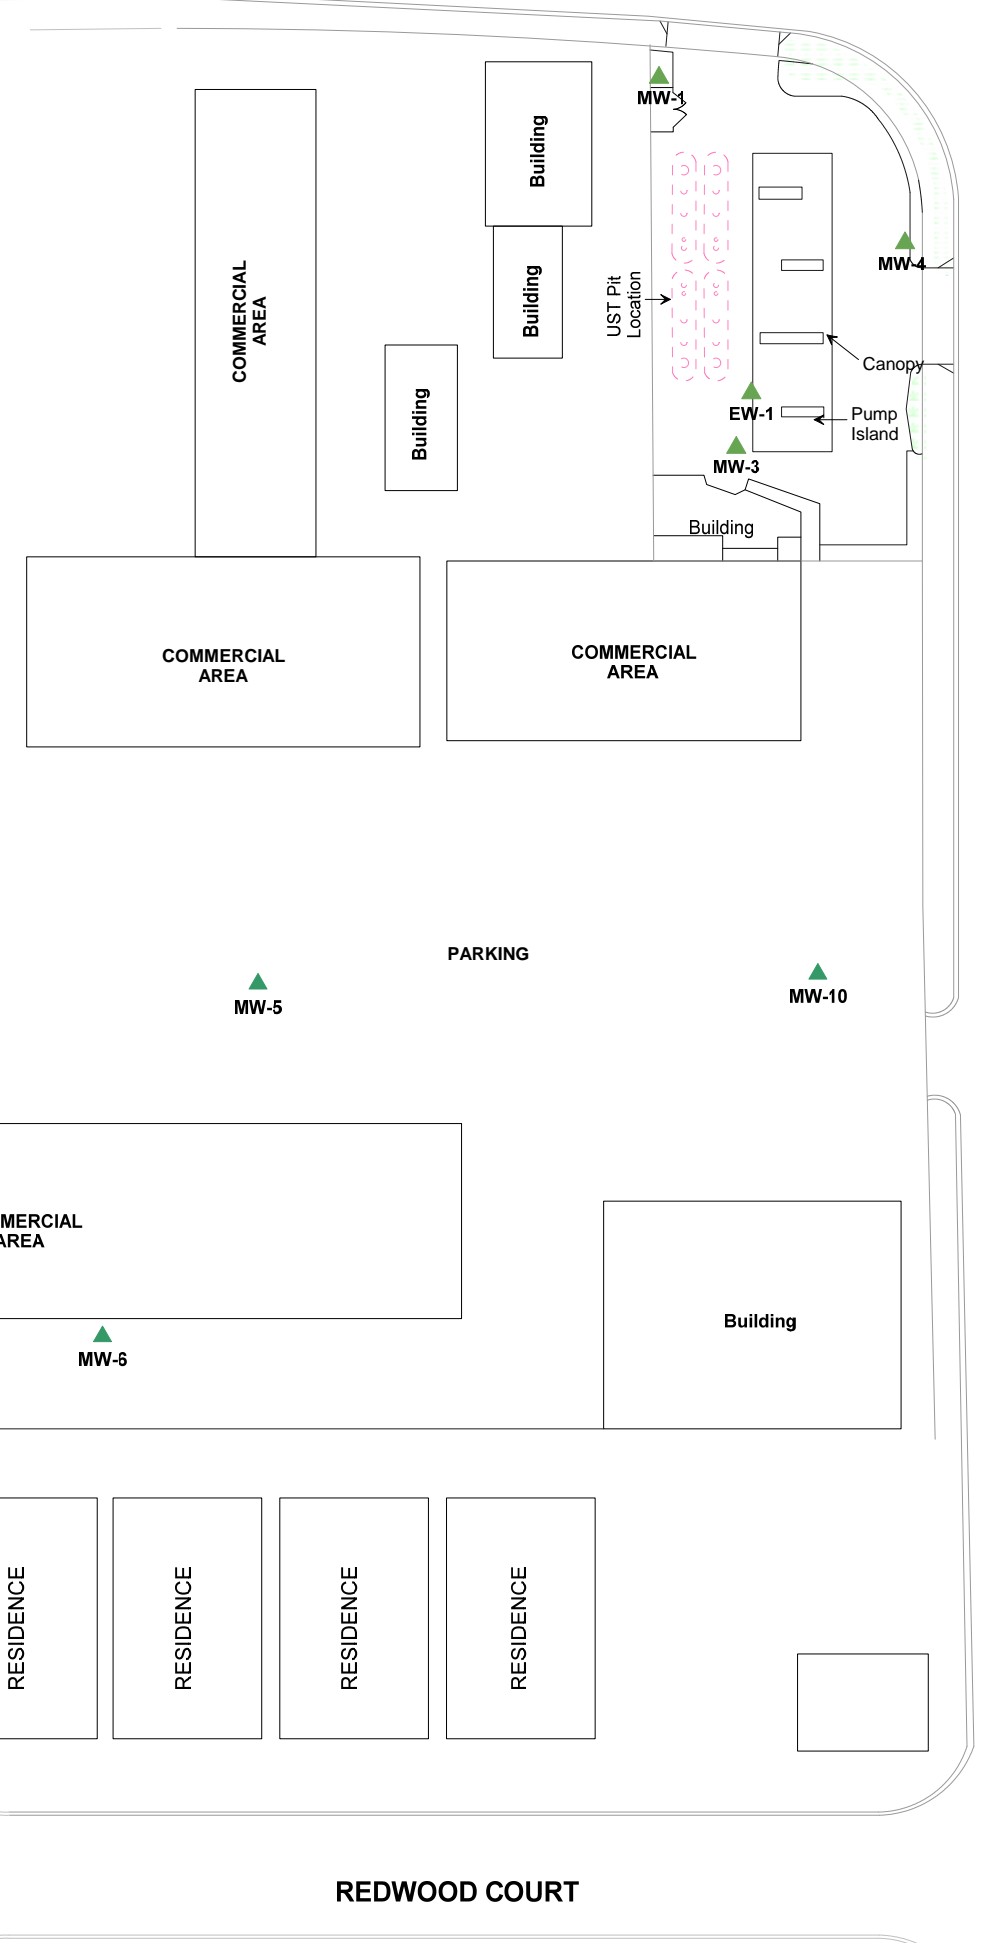 MW-1
Building
MW-4
COMMERCIAL
AREA
Building
UST Pit
Location
Canopy
Building
EW-1
Pump
Island
MW-3
Building
COMMERCIAL
AREA
COMMERCIAL
AREA
PARKING
MW-5
MW-10
MERCIAL
AREA
Building
MW-6
RESIDENCE
RESIDENCE
RESIDENCE
RESIDENCE
REDWOOD COURT